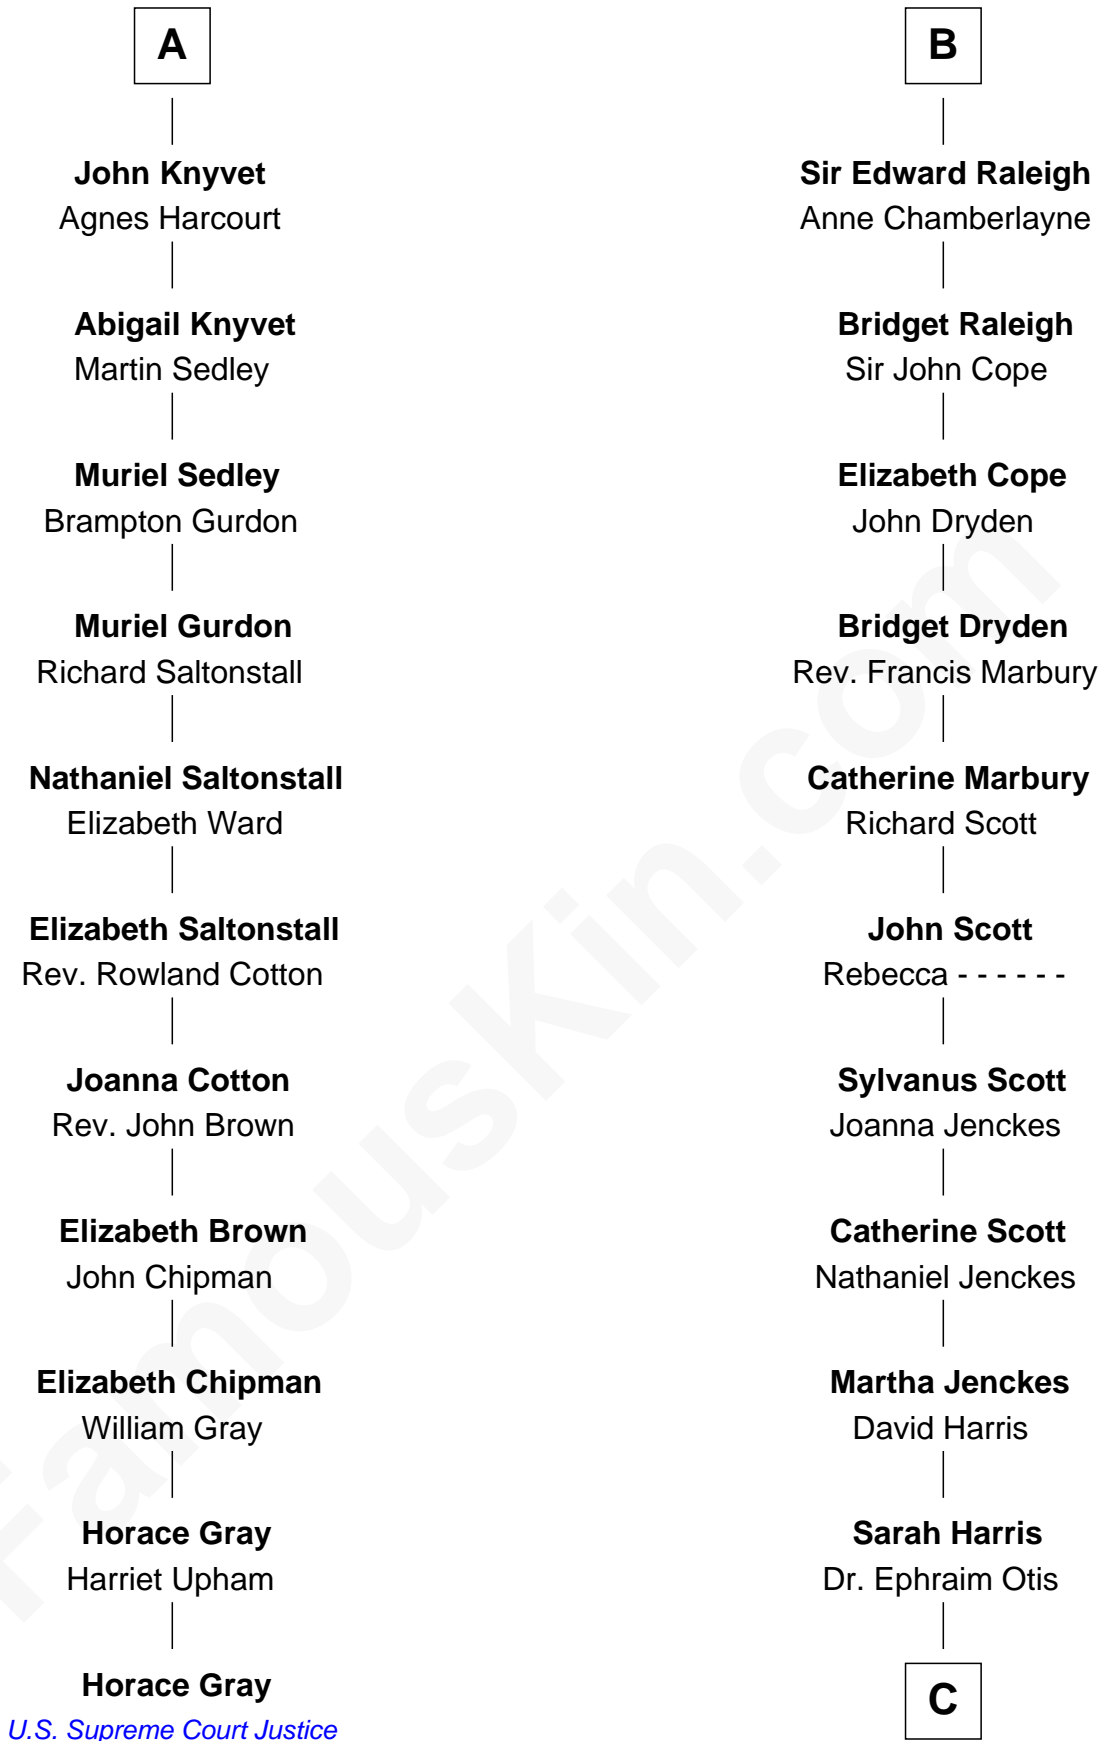 A
John Knyvet
Agnes Harcourt
Abigail Knyvet
Martin Sedley
Muriel Sedley
Brampton Gurdon
Muriel Gurdon
Richard Saltonstall
Nathaniel Saltonstall
Elizabeth Ward
Elizabeth Saltonstall
Rev. Rowland Cotton
Joanna Cotton
Rev. John Brown
Elizabeth Brown
John Chipman
Elizabeth Chipman
William Gray
Horace Gray
Harriet Upham
Horace Gray
U.S. Supreme Court Justice
B
Sir Edward Raleigh
Anne Chamberlayne
Bridget Raleigh
Sir John Cope
Elizabeth Cope
John Dryden
Bridget Dryden
Rev. Francis Marbury
Catherine Marbury
Richard Scott
John Scott
Rebecca - - - - - -
Sylvanus Scott
Joanna Jenckes
Catherine Scott
Nathaniel Jenckes
Martha Jenckes
David Harris
Sarah Harris
Dr. Ephraim Otis
C
FamousKin.com